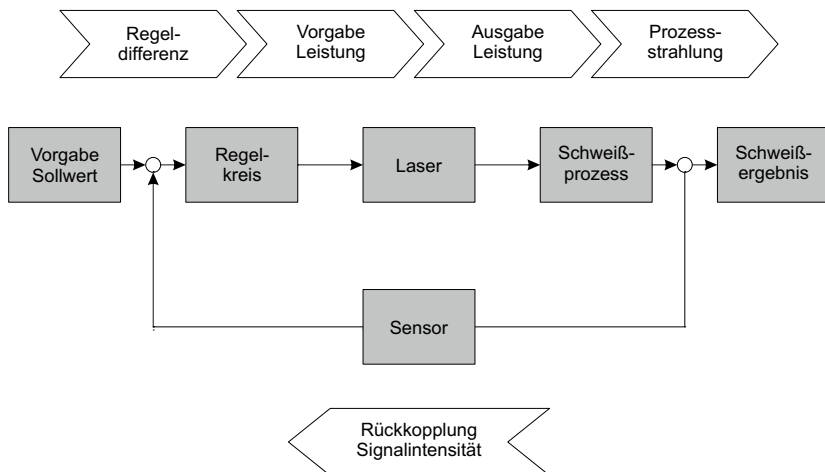 Regel-
differenz
Vorgabe
Leistung
Ausgabe
Leistung
Prozess-
strahlung
Vorgabe
Sollwert
Regel-
kreis
Laser
Schweiß-
prozess
Schweiß-
ergebnis
Sensor
Rückkopplung
Signalintensität